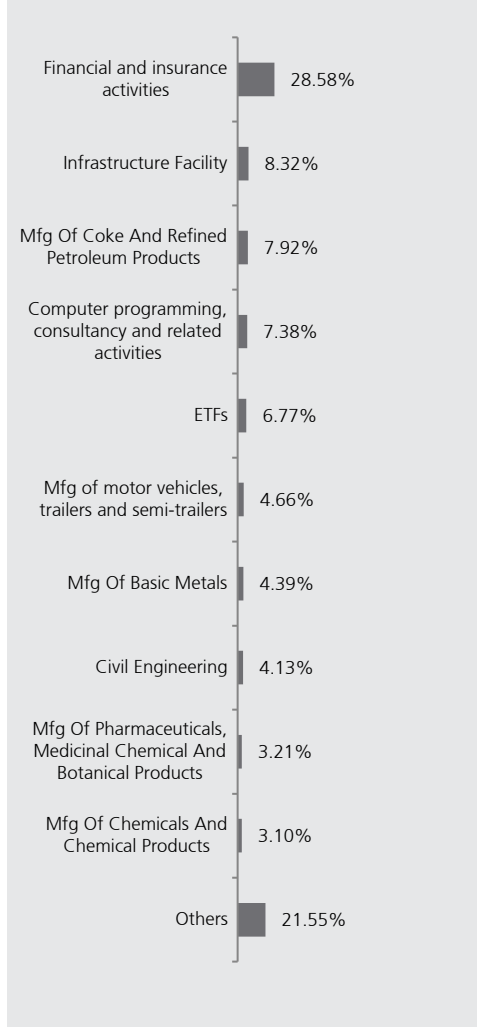 Financial and insurance
activities
28.58%
Infrastructure Facility
8.32%
Mfg Of Coke And Refined
Petroleum Products
7.92%
Computer programming,
consultancy and related
activities
7.38%
ETFs
6.77%
Mfg of motor vehicles,
trailers and semi-trailers
4.66%
Mfg Of Basic Metals
4.39%
Civil Engineering
4.13%
Mfg Of Pharmaceuticals,
Medicinal Chemical And
Botanical Products
3.21%
Mfg Of Chemicals And
Chemical Products
3.10%
Others
21.55%